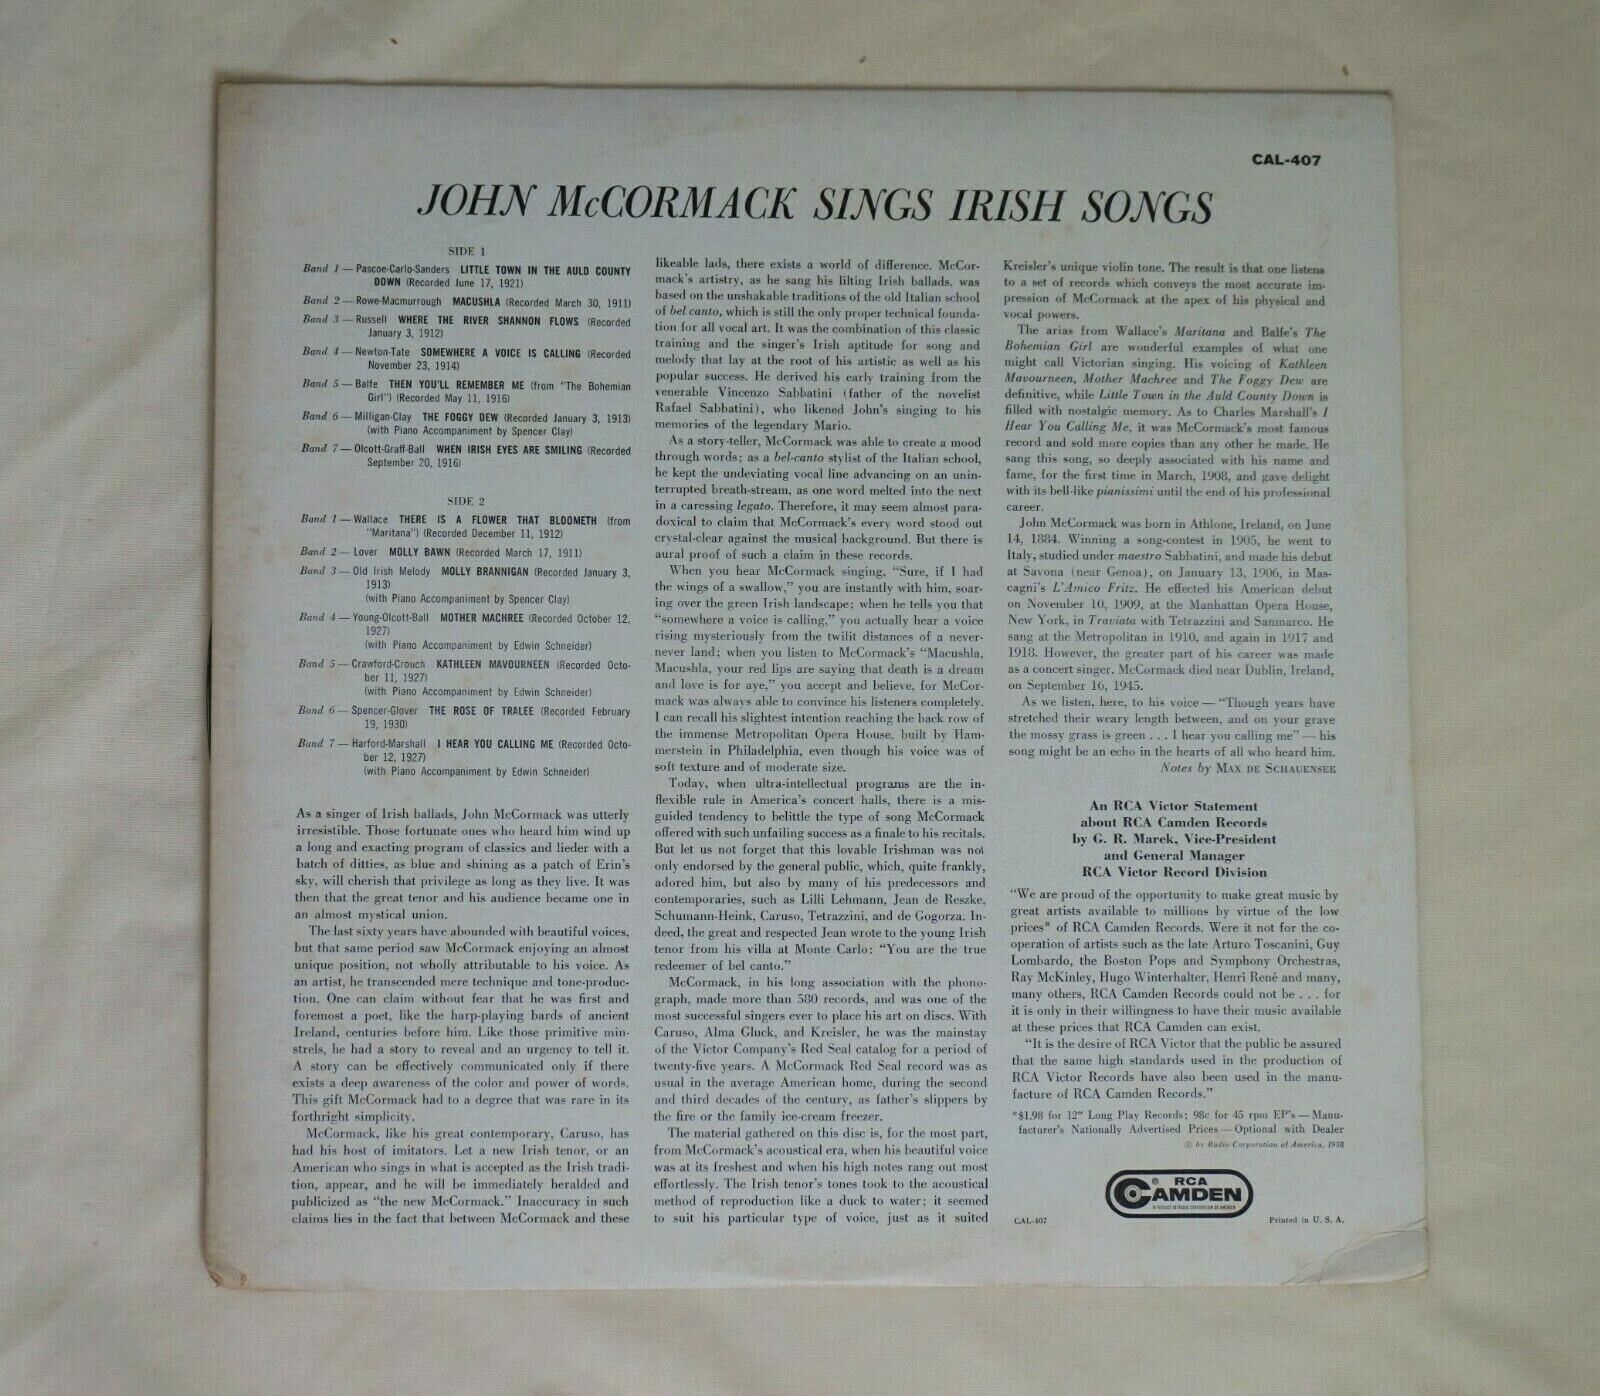 CAL-407
JOHN McCORMACK SINGS IRISH SONGS
SIDE 1
Band 1 — Pascoe-Carlo-Sanders LITTLE TOWN IN THE AULD COUNTY
DOWN (Recorded June 17, 1921)
Band 2 — Rowe-Macmurrough MACUSHLA (Recorded March 30, 1911)
Band 3 — Russell WHERE THE RIVER SHANNON FLOWS (Recorded
January 3, 1912)
Band 4 — Newton-Tate SOMEWHERE A VOICE IS CALLING (Recorded
November 23, 1914)
Band 5 — Balfe THEN YOU'LL REMEMBER ME (from "The Bohemian
Girl") (Recorded May 11, 1916)
Band 6 — Milligan-Clay THE FOGGY DEW (Recorded January 3, 1913)
(with Piano Accompaniment by Spencer Clay)
Band 7 — Olcott-Graff-Ball WHEN IRISH EYES ARE SMILING (Recorded
September 20, 1916)
SIDE 2
Band 1 — Wallace THERE IS A FLOWER THAT BLOOMETH (from
"Maritana") (Recorded December 11, 1912)
Band 2 — Lover MOLLY BAWN (Recorded March 17, 1911)
Band 3 — Old Irish Melody MOLLY BRANNIGAN (Recorded January 3,
1913)
(with Piano Accompaniment by Spencer Clay)
Band 4 — Young-Olcott-Ball MOTHER MACHREE (Recorded October 12,
1927)
(with Piano Accompaniment by Edwin Schneider)
Band 5 — Crawford-Crouch KATHLEEN MAVOURNEEN (Recorded Octo-
ber 11, 1927)
(with Piano Accompaniment by Edwin Schneider)
Band 6 — Spencer-Glover THE ROSE OF TRALEE (Recorded February
19, 1930)
Band 7 — Harford-Marshall I HEAR YOU CALLING ME (Recorded Octo-
ber 12, 1927)
(with Piano Accompaniment by Edwin Schneider)
As a singer of Irish ballads, John McCormack was utterly
irresistible. Those fortunate ones who heard him wind up
a long and exacting program of classics and lieder with a
batch of ditties, as blue and shining as a patch of Erin's
sky, will cherish that privilege as long as they live. It was
then that the great tenor and his audience became one in
an almost mystical union.
The last sixty years have abounded with beautiful voices,
but that same period saw McCormack enjoying an almost
unique position, not wholly attributable to his voice. As
an artist, he transcended mere technique and tone-produc-
tion. One can claim without fear that he was first and
foremost a poet, like the harp-playing bards of ancient
Ireland, centuries before him. Like those primitive min-
strels, he had a story to reveal and an urgency to tell it.
A story can be effectively communicated only if there
exists a deep awareness of the color and power of words.
This gift McCormack had to a degree that was rare in its
forthright simplicity.
McCormack, like his great contemporary, Caruso, has
had his host of imitators. Let a new Irish tenor, or an
American who sings in what is accepted as the Irish tradi-
tion, appear, and he will be immediately heralded and
publicized as "the new McCormack." Inaccuracy in such
claims lies in the fact that between McCormack and these
likeable lads, there exists a world of difference. McCor-
mack's artistry, as he sang his lilting Irish ballads, was
based on the unshakable traditions of the old Italian school
of bel canto, which is still the only proper technical founda-
tion for all vocal art. It was the combination of this classic
training and the singer's Irish aptitude for song and
melody that lay at the root of his artistic as well as his
popular success. He derived his early training from the
venerable Vincenzo Sabbatini (father of the novelist
Rafael Sabbatini), who likened John's singing to his
memories of the legendary Mario.
As a story-teller, McCormack was able to create a mood
through words; as a bel-canto stylist of the Italian school,
he kept the undeviating vocal line advancing on an unin-
terrupted breath-stream, as one word melted into the next
in a caressing legato. Therefore, it may seem almost para-
doxical to claim that McCormack's every word stood out
crystal-clear against the musical background. But there is
aural proof of such a claim in these records.
When you hear McCormack singing, "Sure, if I had
the wings of a swallow," you are instantly with him, soar-
ing over the green Irish landscape; when he tells you that
"somewhere a voice is calling," you actually hear a voice
rising mysteriously from the twilit distances of a never-
never land; when you listen to McCormack's "Macushla,
Macushla, your red lips are saying that death is a dream
and love is for aye," you accept and believe, for McCor-
mack was always able to convince his listeners completely.
I can recall his slightest intention reaching the back row of
the immense Metropolitan Opera House, built by Ham-
merstein in Philadelphia, even though his voice was of
soft texture and of moderate size.
Today, when ultra-intellectual programs are the in-
flexible rule in America's concert halls, there is a mis-
guided tendency to belittle the type of song McCormack
offered with such unfailing success as a finale to his recitals.
But let us not forget that this lovable Irishman was not
only endorsed by the general public, which, quite frankly,
adored him, but also by many of his predecessors and
contemporaries, such as Lilli Lehmann, Jean de Reszke,
Schumann-Heink, Caruso, Tetrazzini, and de Gogorza. In-
deed, the great and respected Jean wrote to the young Irish
tenor from his villa at Monte Carlo: "You are the true
redeemer of bel canto."
McCormack, in his long association with the phono-
graph, made more than 580 records, and was one of the
most successful singers ever to place his art on discs. With
Caruso, Alma Gluck, and Kreisler, he was the mainstay
of the Victor Company's Red Seal catalog for a period of
twenty-five years. A McCormack Red Seal record was as
usual in the average American home, during the second
and third decades of the century, as father's slippers by
the fire or the family ice-cream freezer.
The material gathered on this disc is, for the most part,
from McCormack's acoustical era, when his beautiful voice
was at its freshest and when his high notes rang out most
effortlessly. The Irish tenor's tones took to the acoustical
method of reproduction like a duck to water; it seemed
to suit his particular type of voice, just as it suited
Kreisler's unique violin tone. The result is that one listens
to a set of records which conveys the most accurate im-
pression of McCormack at the apex of his physical and
vocal powers.
The arias from Wallace's Maritana and Balfe's The
Bohemian Girl are wonderful examples of what one
might call Victorian singing. His voicing of Kathleen
Mavourneen, Mother Machree and The Foggy Dew are
definitive, while Little Town in the Auld County Down is
filled with nostalgic memory. As to Charles Marshall's I
Hear You Calling Me, it was McCormack's most famous
record and sold more copies than any other he made. He
sang this song, so deeply associated with his name and
fame, for the first time in March, 1908, and gave delight
with its bell-like pianissimi until the end of his professional
career.
John McCormack was born in Athlone, Ireland, on June
14, 1884. Winning a song-contest in 1905, he went to
Italy, studied under maestro Sabbatini, and made his debut
at Savona (near Genoa), on January 13, 1906, in Mas-
cagni's L'Amico Fritz. He effected his American debut
on November 10, 1909, at the Manhattan Opera House,
New York, in Traviata with Tetrazzini and Sammarco. He
sang at the Metropolitan in 1910, and again in 1917 and
1918. However, the greater part of his career was made
as a concert singer. McCormack died near Dublin, Ireland,
on September 16, 1945.
As we listen, here, to his voice — "Though years have
stretched their weary length between, and on your grave
the mossy grass is green . . . I hear you calling me" — his
song might be an echo in the hearts of all who heard him.
Notes by MAX DE SCHAUENSEE
An RCA Victor Statement
about RCA Camden Records
by G. R. Marek, Vice-President
and General Manager
RCA Victor Record Division
"We are proud of the opportunity to make great music by
great artists available to millions by virtue of the low
prices* of RCA Camden Records. Were it not for the co-
operation of artists such as the late Arturo Toscanini, Guy
Lombardo, the Boston Pops and Symphony Orchestras,
Ray McKinley, Hugo Winterhalter, Henri René and many,
many others, RCA Camden Records could not be . . . for
it is only in their willingness to have their music available
at these prices that RCA Camden can exist.
"It is the desire of RCA Victor that the public be assured
that the same high standards used in the production of
RCA Victor Records have also been used in the manu-
facture of RCA Camden Records."
*$1.98 for 12" Long Play Records; 98c for 45 rpm EP's — Manu-
facturer's Nationally Advertised Prices — Optional with Dealer
© by Radio Corporation of America, 1958
® RCA
CAMDEN
A PRODUCT OF RADIO CORPORATION OF AMERICA
CAL-407
Printed in U. S. A.